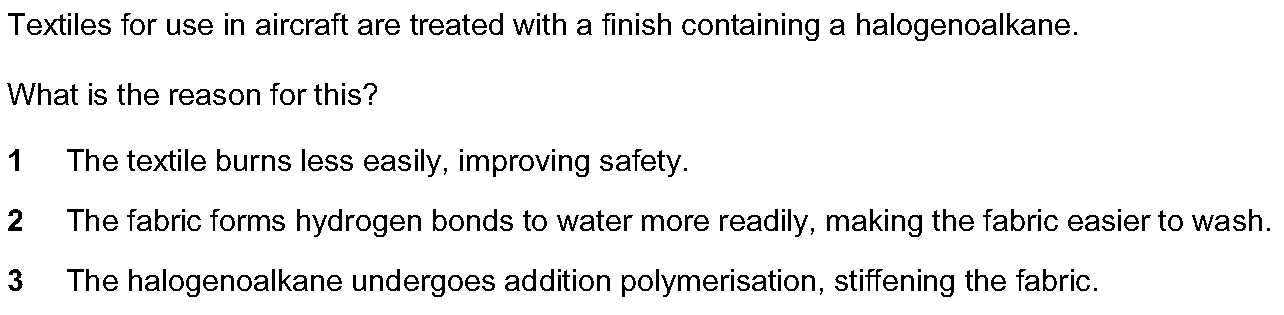 Textiles for use in aircraft are treated with a finish containing a halogenoalkane.
What is the reason for this?
1 The textile burns less easily, improving safety.
2 The fabric forms hydrogen bonds to water more readily, making the fabric easier to wash.
3 The halogenoalkane undergoes addition polymerisation, stiffening the fabric.